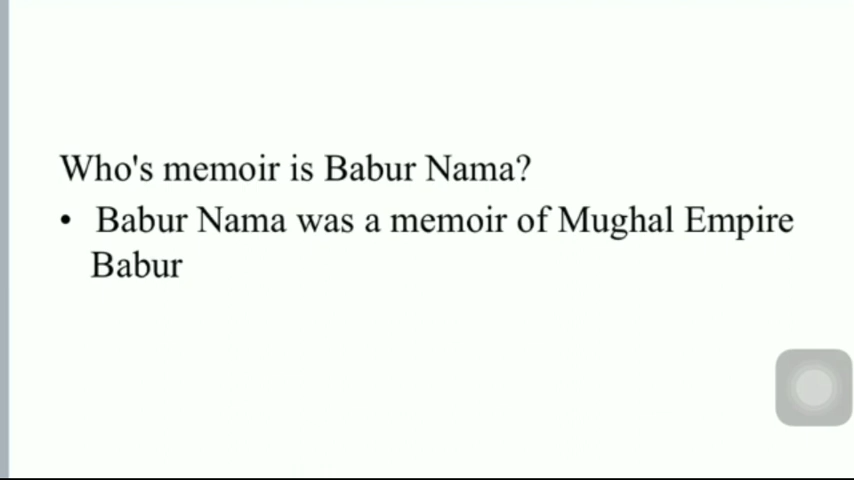 Who's memoir is Babur Nama?
• Babur Nama was a memoir of Mughal Empire
Babur